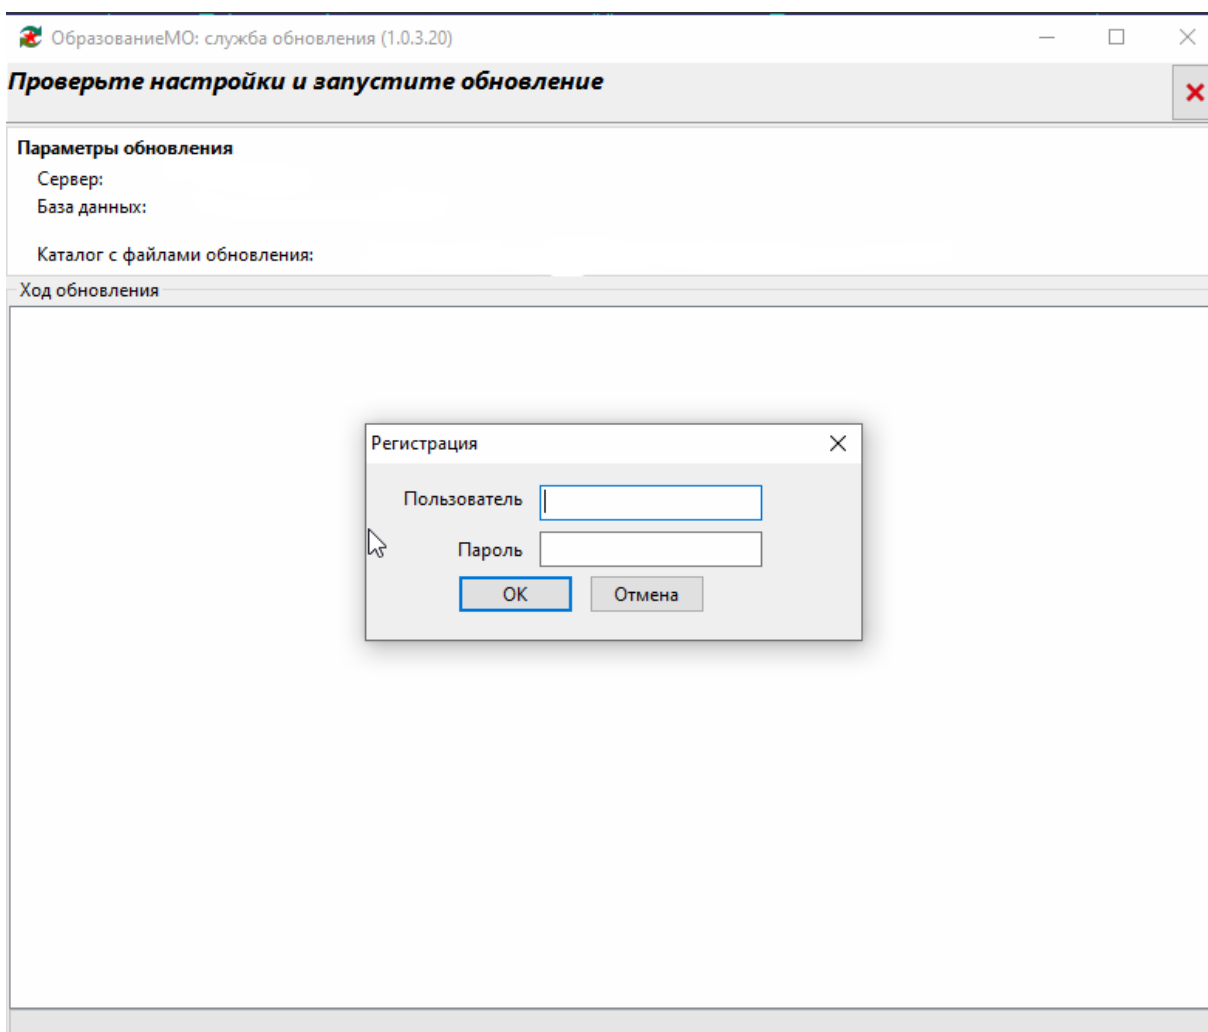 ОбразованиеМО: служба обновления (1.0.3.20)
Проверьте настройки и запустите обновление
Параметры обновления
Сервер:
База данных:
Каталог с файлами обновления:
Ход обновления
Регистрация
Пользователь
Пароль
ОК
Отмена